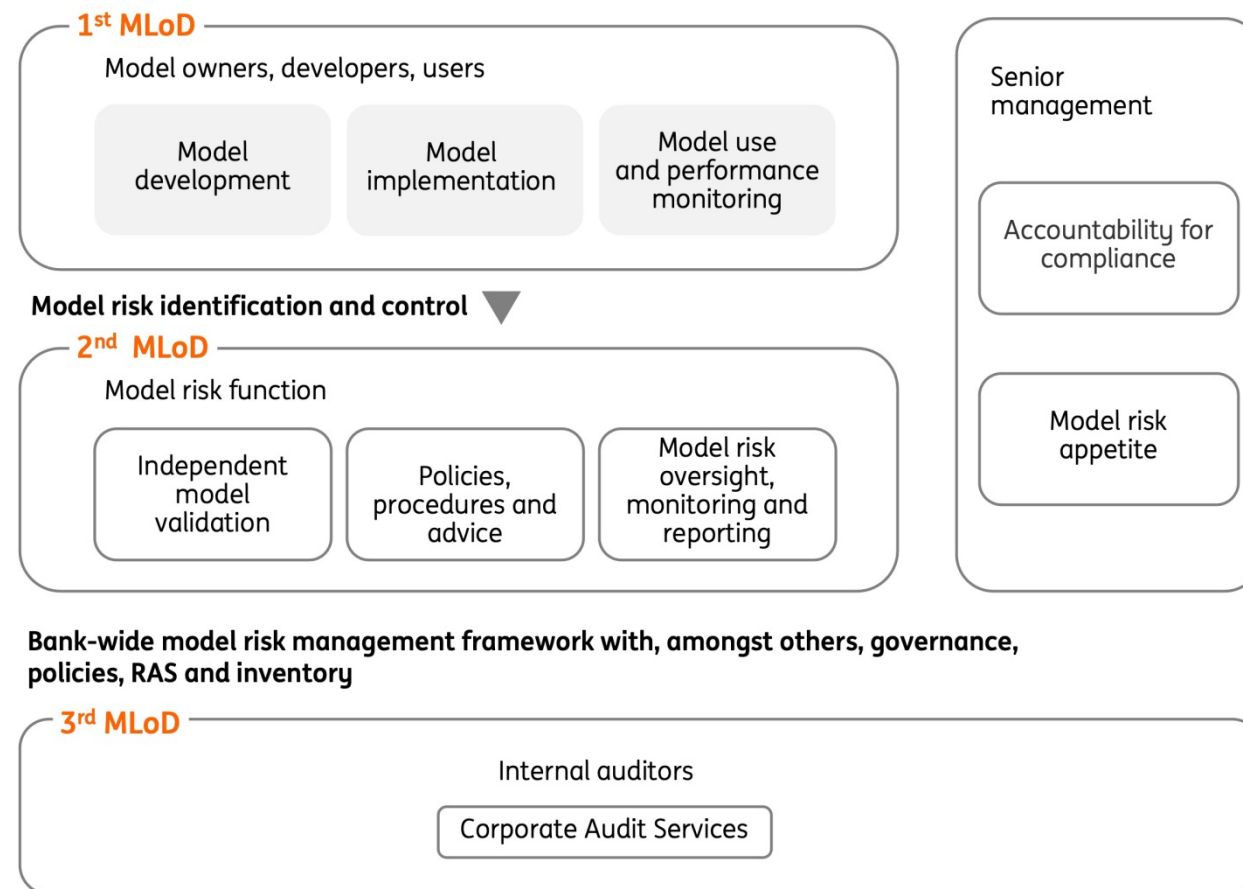 1st MLoD
Model owners, developers, users
Model
development
Model
implementation
Model use
and performance
monitoring
Model risk identification and control
2nd MLoD
Model risk function
Independent
model
validation
Policies,
procedures and
advice
Model risk
oversight,
monitoring and
reporting
Senior
management
Accountability for
compliance
Model risk
appetite
Bank-wide model risk management framework with, amongst others, governance,
policies, RAS and inventory
3rd MLoD
Internal auditors
Corporate Audit Services